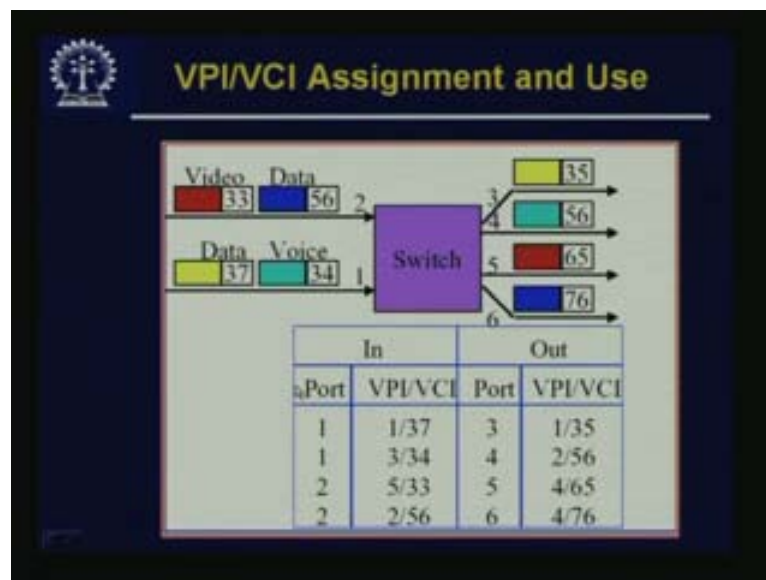 VPI/VCI Assignment and Use
Video Data
33 56 2
Data Voice
37 34 1
Switch
3 35
4 56
5 65
6 76
In Out
Port VPI/VCI Port VPI/VCI
1 1/37 3 1/35
1 3/34 4 2/56
2 5/33 5 4/65
2 2/56 6 4/76